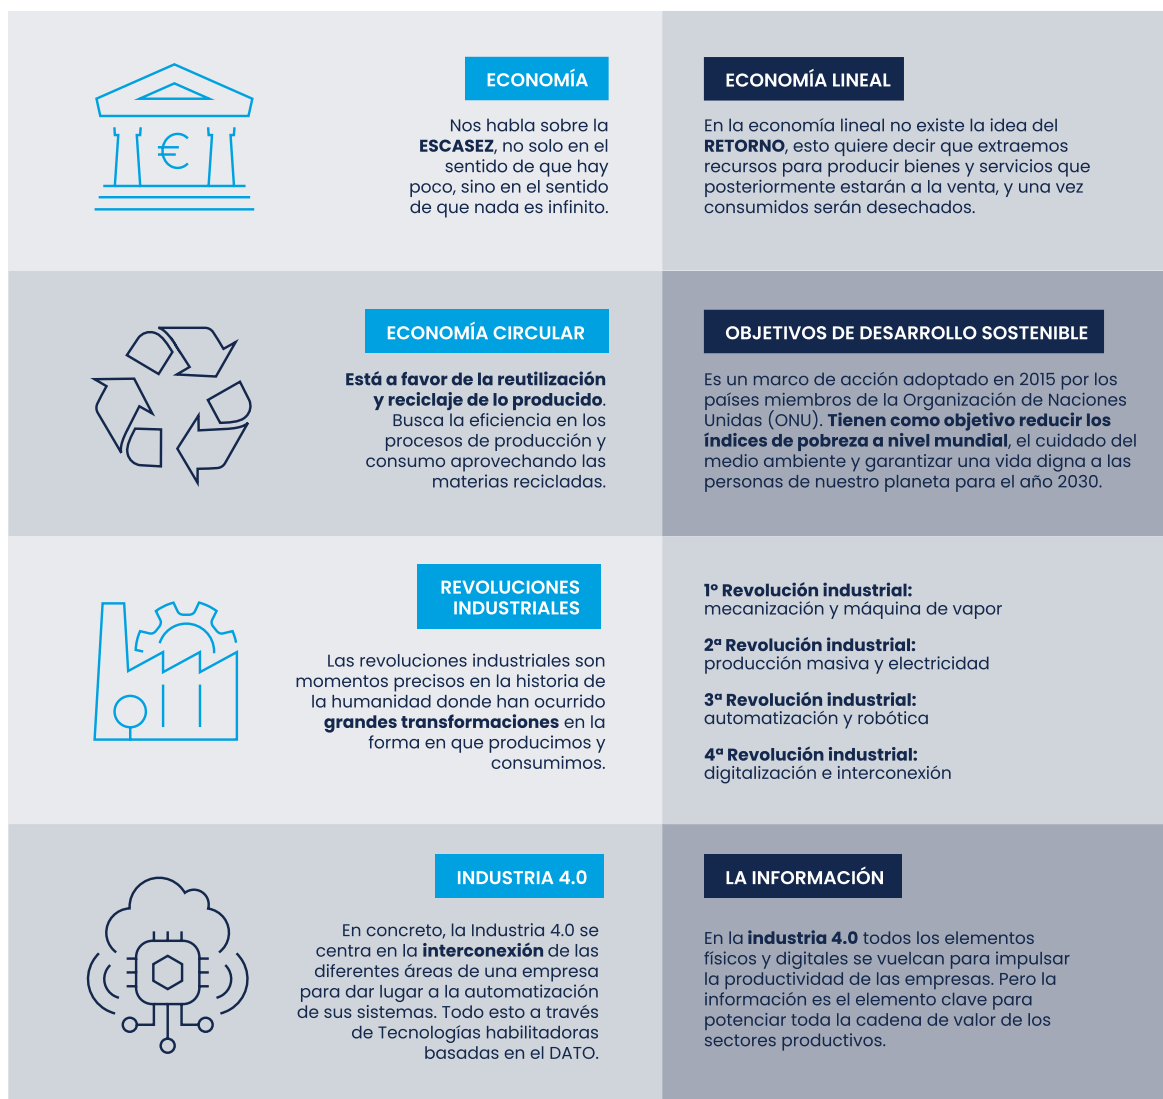 ECONOMÍA
Nos habla sobre la
ESCASEZ, no solo en el
sentido de que hay
poco, sino en el sentido
de que nada es infinito.
ECONOMÍA LINEAL
En la economía lineal no existe la idea del
RETORNO, esto quiere decir que extraemos
recursos para producir bienes y servicios que
posteriormente estarán a la venta, y una vez
consumidos serán desechados.
€
ECONOMÍA CIRCULAR
Está a favor de la reutilización
y reciclaje de lo producido.
Busca la eficiencia en los
procesos de producción y
consumo aprovechando las
materias recicladas.
OBJETIVOS DE DESARROLLO SOSTENIBLE
Es un marco de acción adoptado en 2015 por los
países miembros de la Organización de Naciones
Unidas (ONU). Tienen como objetivo reducir los
índices de pobreza a nivel mundial, el cuidado del
medio ambiente y garantizar una vida digna a las
personas de nuestro planeta para el año 2030.
REVOLUCIONES
INDUSTRIALES
Las revoluciones industriales son
momentos precisos en la historia de
la humanidad donde han ocurrido
grandes transformaciones en la
forma en que producimos y
consumimos.
1º Revolución industrial:
mecanización y máquina de vapor
2ª Revolución industrial:
producción masiva y electricidad
3ª Revolución industrial:
automatización y robótica
4ª Revolución industrial:
digitalización e interconexión
INDUSTRIA 4.0
En concreto, la Industria 4.0 se
centra en la interconexión de las
diferentes áreas de una empresa
para dar lugar a la automatización
de sus sistemas. Todo esto a través
de Tecnologías habilitadoras
basadas en el DATO.
LA INFORMACIÓN
En la industria 4.0 todos los elementos
físicos y digitales se vuelcan para impulsar
la productividad de las empresas. Pero la
información es el elemento clave para
potenciar toda la cadena de valor de los
sectores productivos.